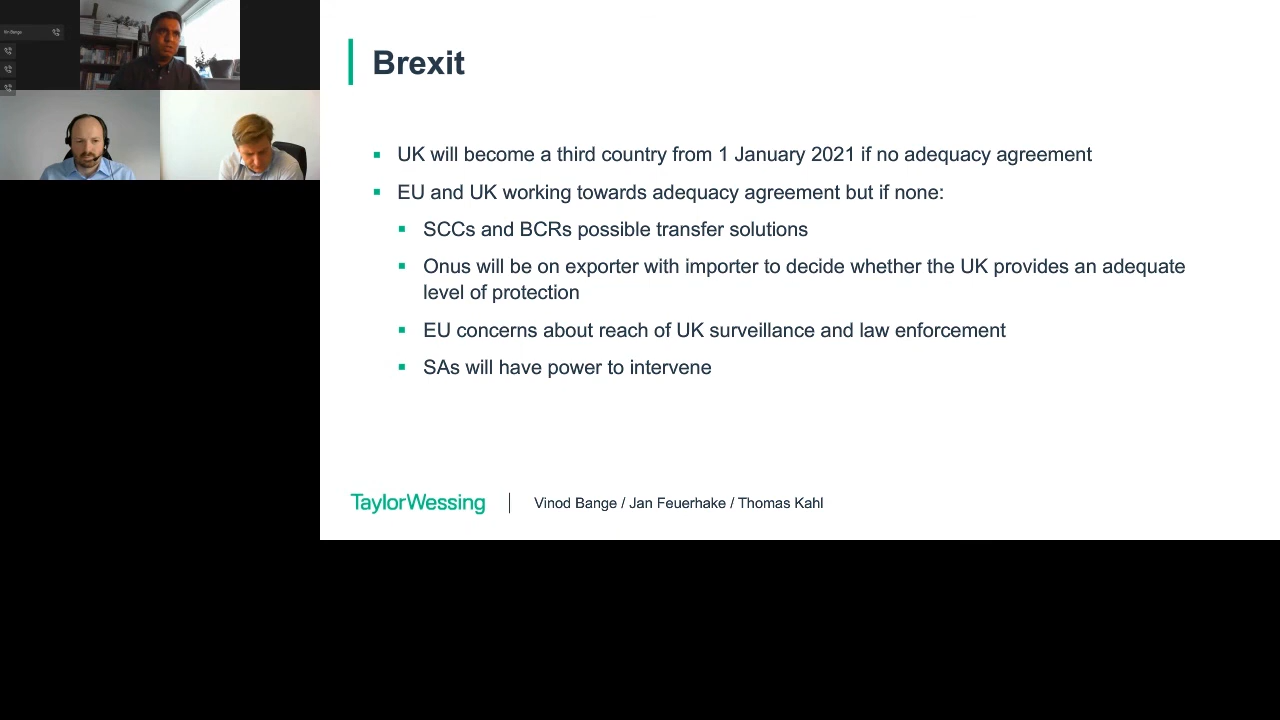 Brexit
UK will become a third country from 1 January 2021 if no adequacy agreement
EU and UK working towards adequacy agreement but if none:
SCCs and BCRs possible transfer solutions
Onus will be on exporter with importer to decide whether the UK provides an adequate
level of protection
EU concerns about reach of UK surveillance and law enforcement
SAs will have power to intervene
TaylorWessing
Vinod Bange / Jan Feuerhake / Thomas Kahl